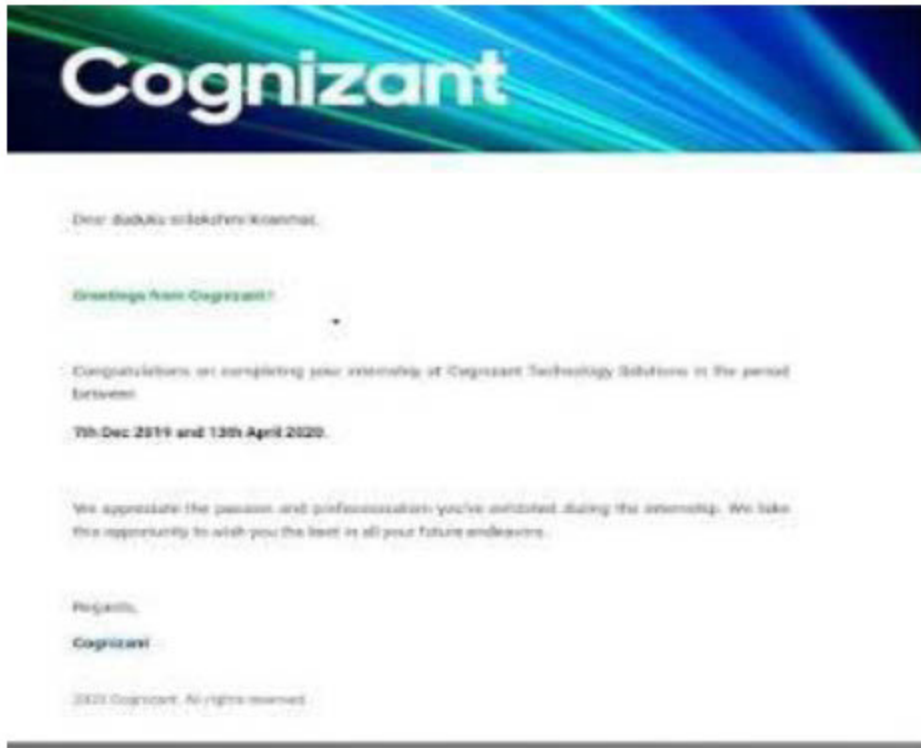 Cognizant
Dear
Greetings from Cognizant!
Congratulations on completing your internship at Cognizant Technology Solutions in the period
between
7th Dec 2019 and 13th April 2020.
We appreciate the passion and professionalism you've exhibited during the internship. We take
this opportunity to wish you the best in all your future endeavors.
Regards,
Cognizant
Cognizant. All rights reserved